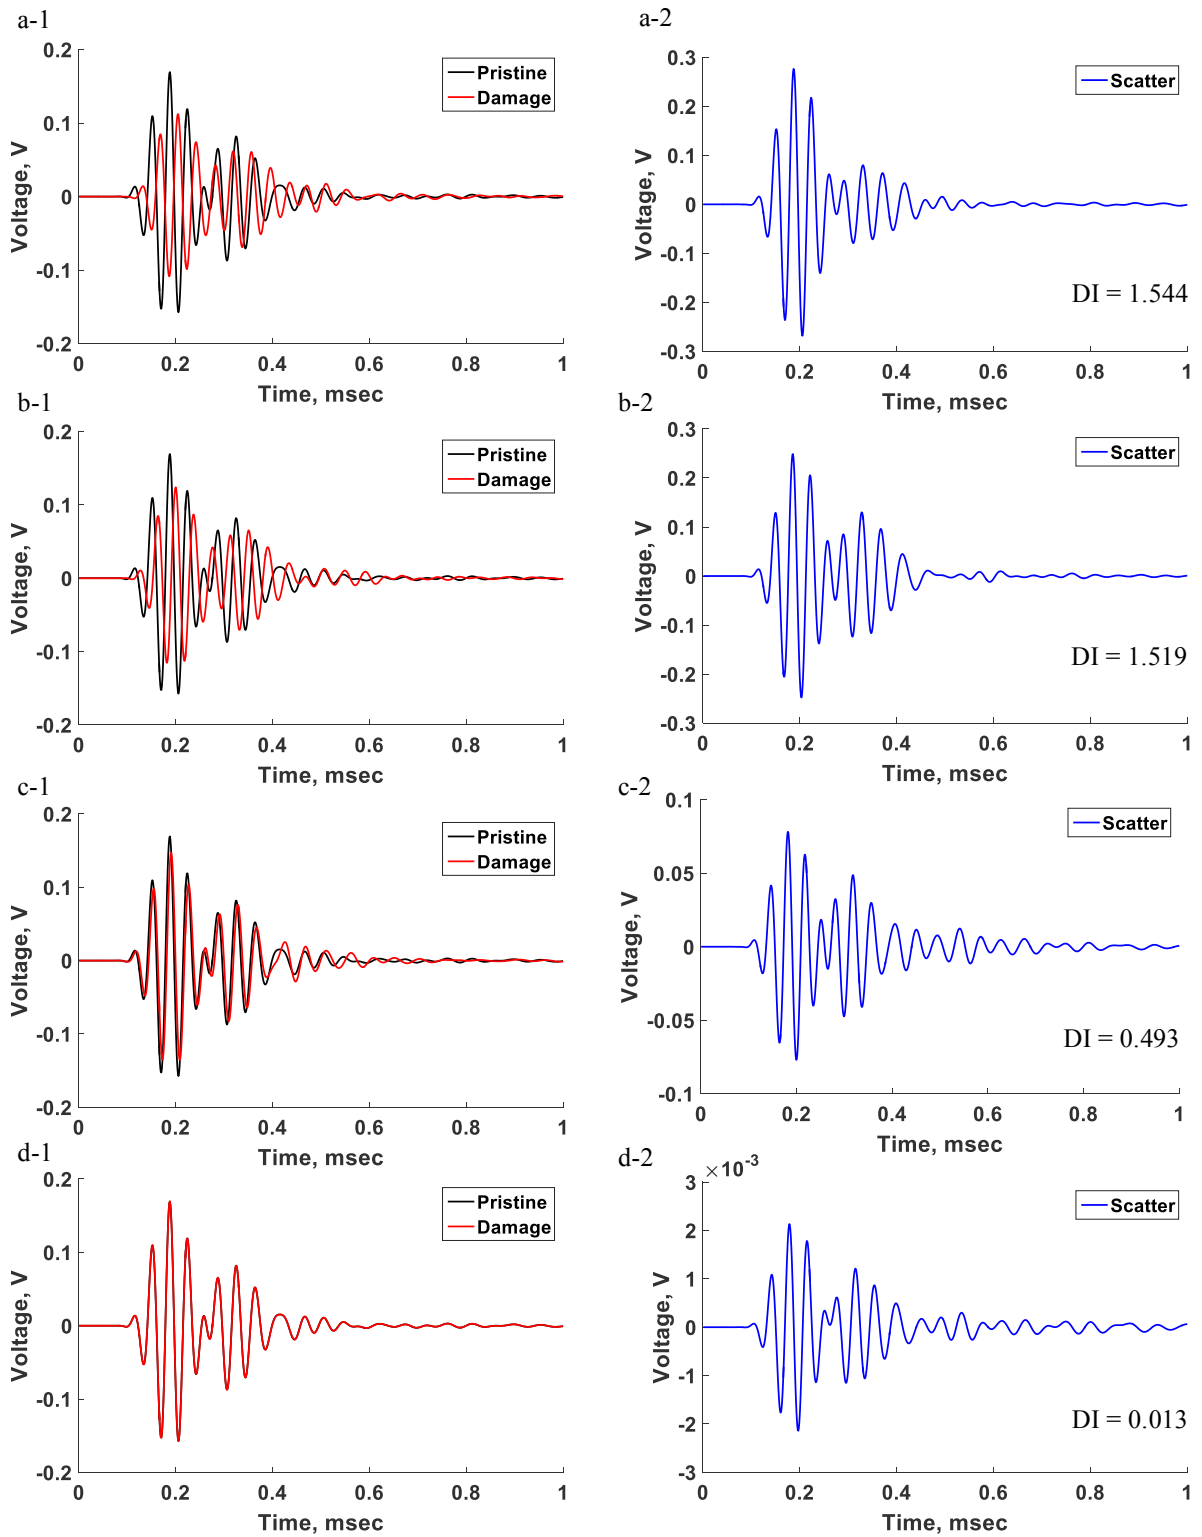 a-1
0.2
0.1
0
-0.1
-0.2
Voltage, V
Pristine
Damage
0 0.2 0.4 0.6 0.8 1
Time, msec
a-2
0.3
0.2
0.1
0
-0.1
-0.2
-0.3
Voltage, V
Scatter
DI = 1.544
0 0.2 0.4 0.6 0.8 1
Time, msec
b-1
0.2
0.1
0
-0.1
-0.2
Voltage, V
Pristine
Damage
0 0.2 0.4 0.6 0.8 1
Time, msec
b-2
0.3
0.2
0.1
0
-0.1
-0.2
-0.3
Voltage, V
Scatter
DI = 1.519
0 0.2 0.4 0.6 0.8 1
Time, msec
c-1
0.2
0.1
0
-0.1
-0.2
Voltage, V
Pristine
Damage
0 0.2 0.4 0.6 0.8 1
Time, msec
c-2
0.1
0.05
0
-0.05
-0.1
Voltage, V
Scatter
DI = 0.493
0 0.2 0.4 0.6 0.8 1
Time, msec
d-1
0.2
0.1
0
-0.1
-0.2
Voltage, V
Pristine
Damage
0 0.2 0.4 0.6 0.8 1
Time, msec
d-2
×10⁻³
3
2
1
0
-1
-2
-3
Voltage, V
Scatter
DI = 0.013
0 0.2 0.4 0.6 0.8 1
Time, msec